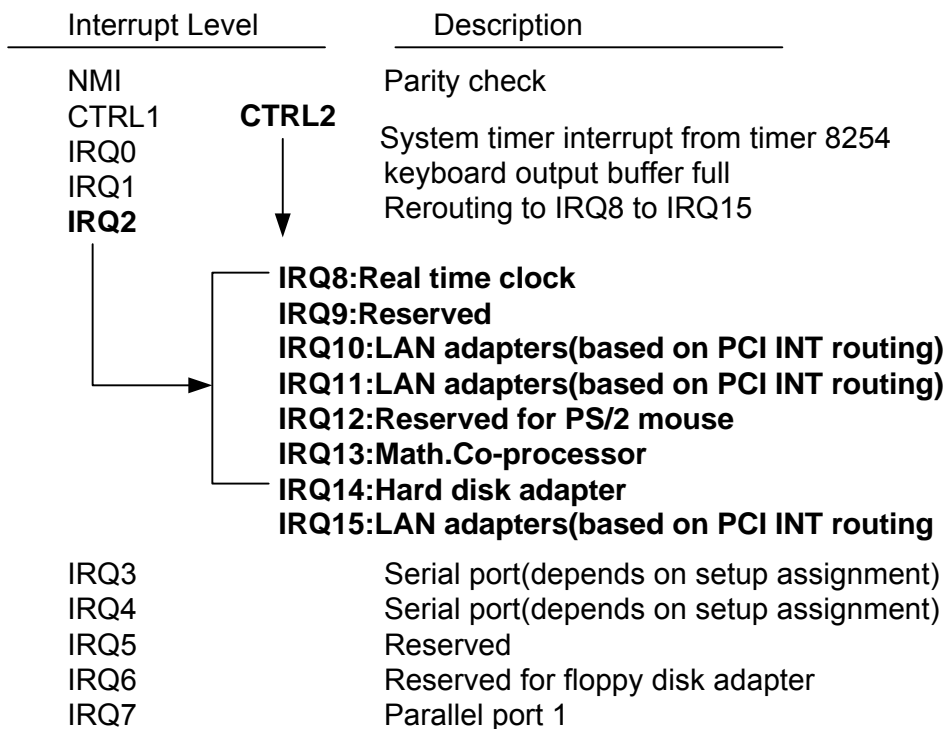 Interrupt Level Description
NMI Parity check
CTRL1 CTRL2
IRQ0 System timer interrupt from timer 8254
IRQ1 keyboard output buffer full
IRQ2 Rerouting to IRQ8 to IRQ15
IRQ8:Real time clock
IRQ9:Reserved
IRQ10:LAN adapters(based on PCI INT routing)
IRQ11:LAN adapters(based on PCI INT routing)
IRQ12:Reserved for PS/2 mouse
IRQ13:Math.Co-processor
IRQ14:Hard disk adapter
IRQ15:LAN adapters(based on PCI INT routing
IRQ3 Serial port(depends on setup assignment)
IRQ4 Serial port(depends on setup assignment)
IRQ5 Reserved
IRQ6 Reserved for floppy disk adapter
IRQ7 Parallel port 1